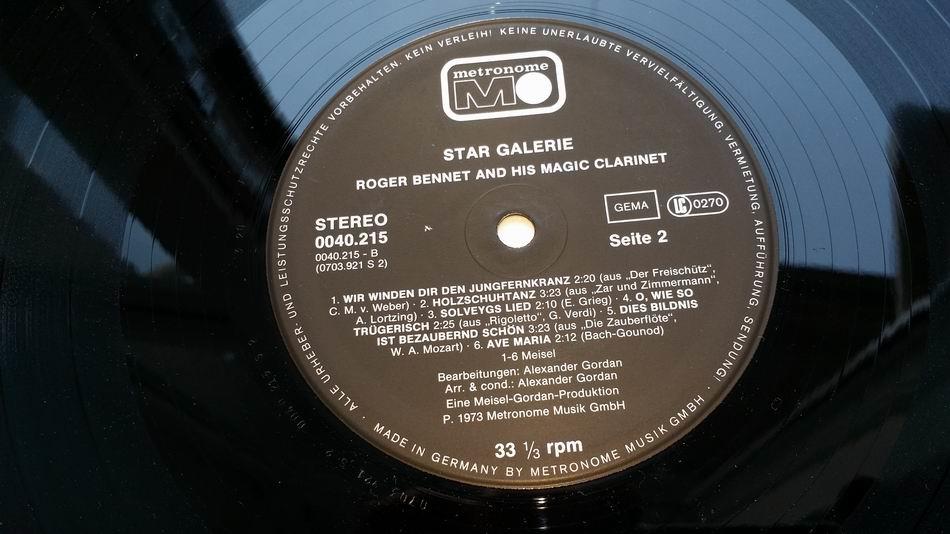 ALLE URHEBER- UND LEISTUNGSSCHUTZRECHTE VORBEHALTEN. KEIN VERLEIH! KEINE UNERLAUBTE VERVIELFÄLTIGUNG, VERMIETUNG, AUFFÜHRUNG, SENDUNG!
metronome
MO
STAR GALERIE
ROGER BENNET AND HIS MAGIC CLARINET
STEREO
0040.215
0040.215 - B
(0703.921 S 2)
GEMA
LC 0270
Seite 2
1. WIR WINDEN DIR DEN JUNGFERNKRANZ 2:20 (aus „Der Freischütz",
C. M. v. Weber) · 2. HOLZSCHUHTANZ 3:23 (aus „Zar und Zimmermann",
A. Lortzing) · 3. SOLVEYGS LIED 2:10 (E. Grieg) · 4. O, WIE SO
TRÜGERISCH 2:25 (aus „Rigoletto", G. Verdi) · 5. DIES BILDNIS
IST BEZAUBERND SCHÖN 3:23 (aus „Die Zauberflöte",
W. A. Mozart) · 6. AVE MARIA 2:12 (Bach-Gounod)
1-6 Meisel
Bearbeitungen: Alexander Gordan
Arr. & cond.: Alexander Gordan
Eine Meisel-Gordan-Produktion
P. 1973 Metronome Musik GmbH
33 1/3 rpm
· MADE IN GERMANY BY METRONOME MUSIK GMBH ·